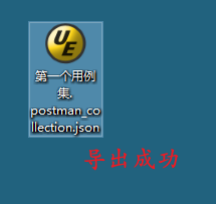 UE
第一个用例
集.
postman_co
llection.json
导出成功